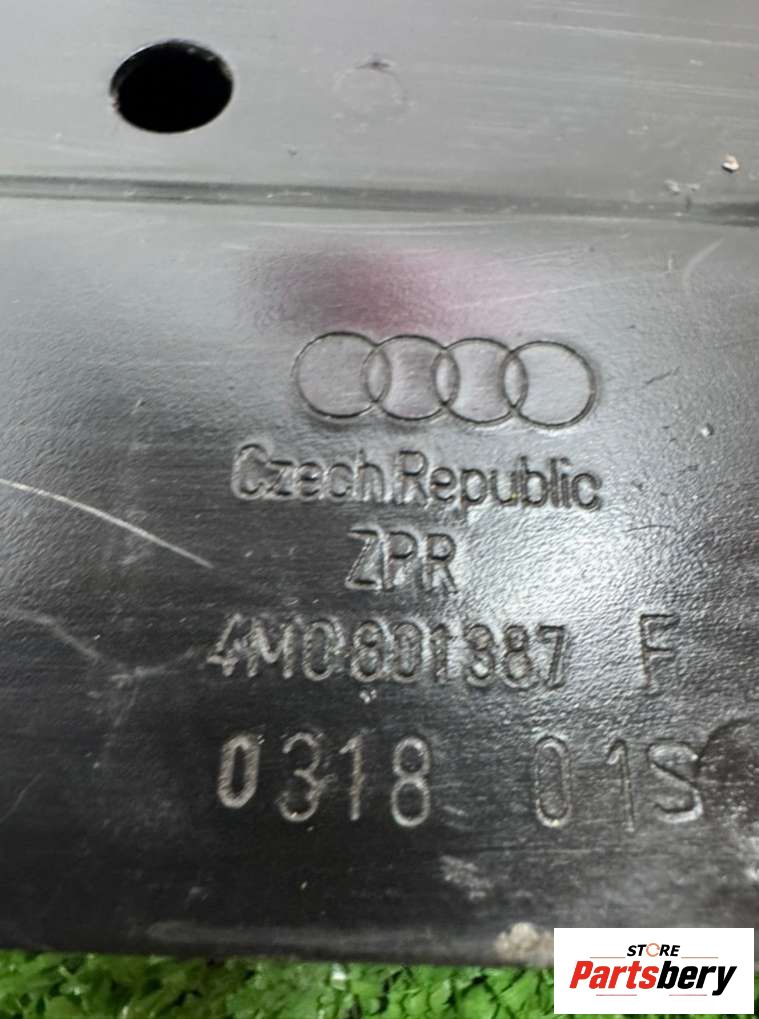 Czech Republic
ZPR
4M0801387 F
0318 01S
STORE
Partsbery